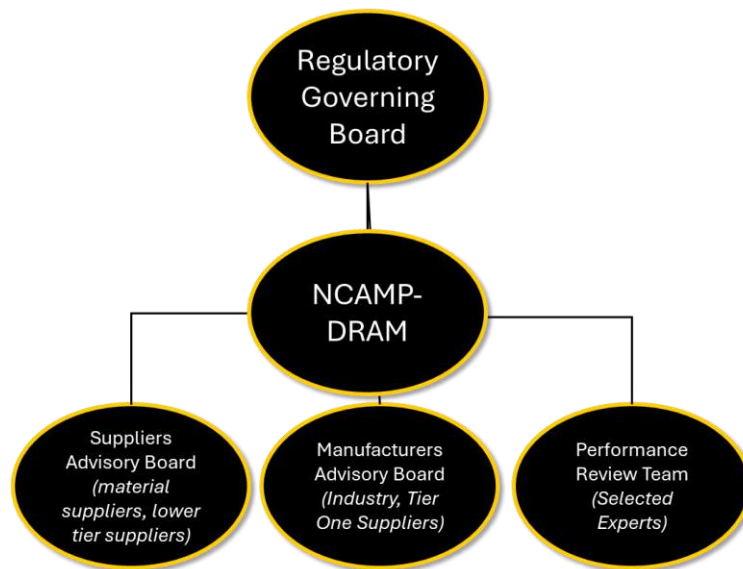 Regulatory
Governing
Board
NCAMP-
DRAM
Suppliers
Advisory Board
(material
suppliers, lower
tier suppliers)
Manufacturers
Advisory Board
(Industry, Tier
One Suppliers)
Performance
Review Team
(Selected
Experts)